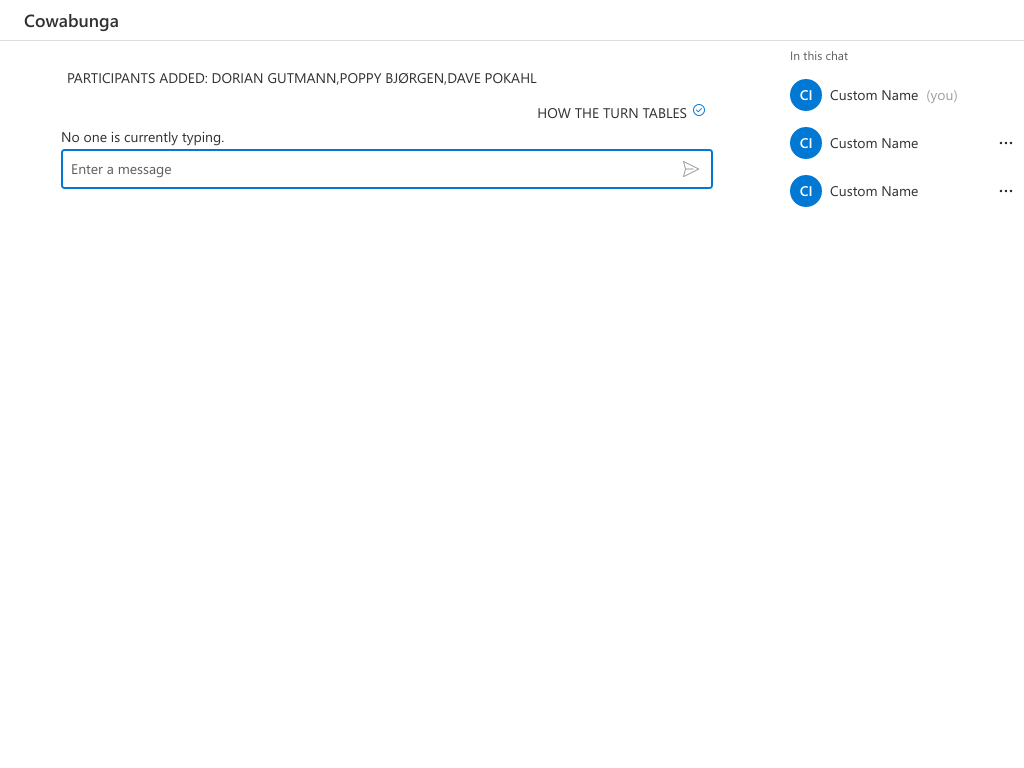 Cowabunga
PARTICIPANTS ADDED: DORIAN GUTMANN,POPPY BJØRGEN,DAVE POKAHL
HOW THE TURN TABLES
No one is currently typing.
Enter a message
In this chat
CI Custom Name (you)
CI Custom Name
CI Custom Name